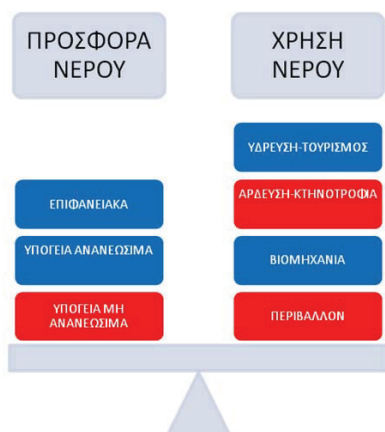 ΠΡΟΣΦΟΡΑ
ΝΕΡΟΥ
ΕΠΙΦΑΝΕΙΑΚΑ
ΥΠΟΓΕΙΑ ΑΝΑΝΕΩΣΙΜΑ
ΥΠΟΓΕΙΑ ΜΗ
ΑΝΑΝΕΩΣΙΜΑ
ΧΡΗΣΗ
ΝΕΡΟΥ
ΥΔΡΕΥΣΗ-ΤΟΥΡΙΣΜΟΣ
ΑΡΔΕΥΣΗ-ΚΤΗΝΟΤΡΟΦΙΑ
ΒΙΟΜΗΧΑΝΙΑ
ΠΕΡΙΒΑΛΛΟΝ